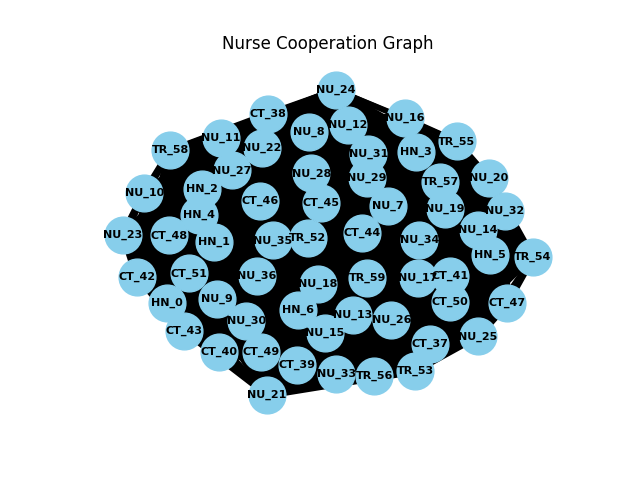 Nurse Cooperation Graph
NU_24
CT_38
NU_16
NU_12
NU_8
NU_11
TR_55
NU_22
TR_58
NU_31
HN_3
NU_27
NU_28
NU_29
NU_20
TR_57
HN_2
NU_10
CT_46
CT_45
NU_7
NU_19
NU_32
HN_4
NU_14
CT_44
NU_23
CT_48
TR_52
NU_35
NU_34
HN_1
HN_5
TR_54
CT_51
NU_36
CT_41
CT_42
TR_59
NU_17
NU_18
NU_9
CT_50
HN_0
CT_47
HN_6
NU_13
NU_26
NU_30
CT_43
NU_15
NU_25
CT_37
CT_40
CT_49
CT_39
TR_53
NU_33
TR_56
NU_21